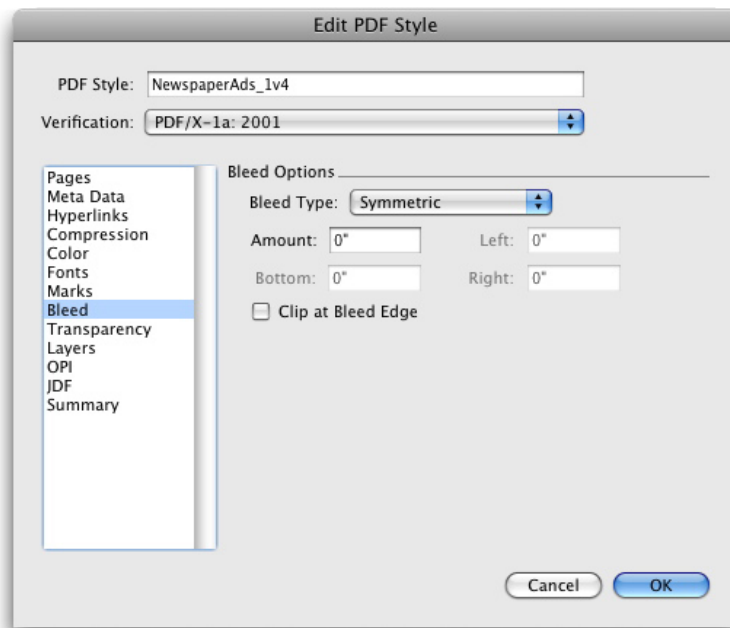 Edit PDF Style
PDF Style: NewspaperAds_1v4
Verification: PDF/X-1a: 2001
Pages
Meta Data
Hyperlinks
Compression
Color
Fonts
Marks
Bleed
Transparency
Layers
OPI
JDF
Summary
Bleed Options
Bleed Type: Symmetric
Amount: 0" Left: 0"
Bottom: 0" Right: 0"
Clip at Bleed Edge
Cancel OK